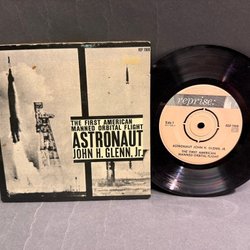 THE FIRST AMERICAN
MANNED ORBITAL FLIGHT
ASTRONAUT
JOHN H. GLENN, Jr.
reprise:
ASTRONAUT JOHN H. GLENN, JR
THE FIRST AMERICAN
MANNED ORBITAL FLIGHT